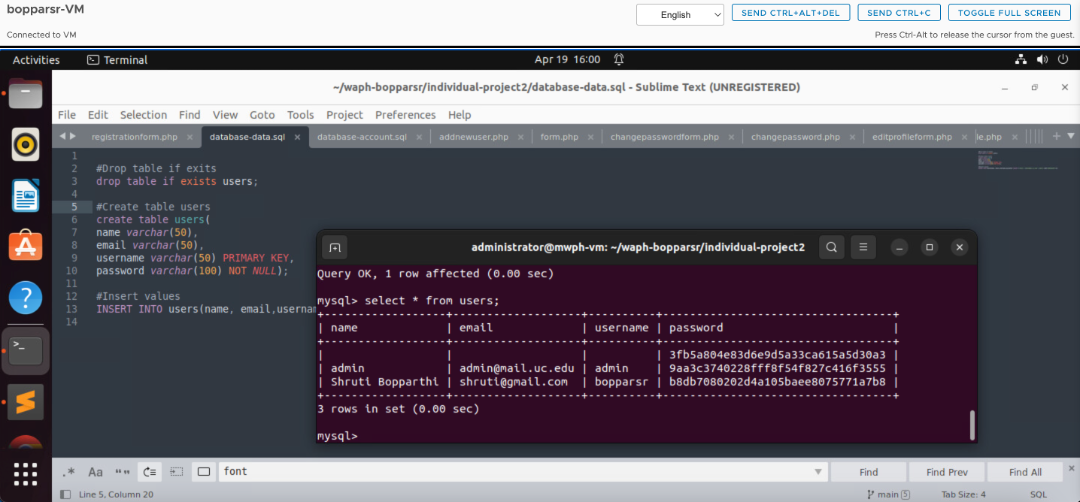 bopparsr-VM
English
SEND CTRL+ALT+DEL
SEND CTRL+C
TOGGLE FULL SCREEN
Connected to VM
Press Ctrl-Alt to release the cursor from the guest.
Activities
Terminal
Apr 19 16:00
~/waph-bopparsr/individual-project2/database-data.sql - Sublime Text (UNREGISTERED)
File Edit Selection Find View Goto Tools Project Preferences Help
registrationform.php
database-data.sql
database-account.sql
addnewuser.php
form.php
changepasswordform.php
changepassword.php
editprofileform.php
le.php
1
2 #Drop table if exits
3 drop table if exists users;
4
5 #Create table users
6 create table users(
7 name varchar(50),
8 email varchar(50),
9 username varchar(50) PRIMARY KEY,
10 password varchar(100) NOT NULL);
11
12 #Insert values
13 INSERT INTO users(name, email,usernam
14
administrator@mwph-vm: ~/waph-bopparsr/individual-project2
Query OK, 1 row affected (0.00 sec)
mysql> select * from users;
+------------------+--------------------+----------+----------------------------------+
| name | email | username | password |
+------------------+--------------------+----------+----------------------------------+
| | | | 3fb5a804e83d6e9d5a33ca615a5d30a3 |
| admin | admin@mail.uc.edu | admin | 9aa3c3740228fff8f54f827c416f3555 |
| Shruti Bopparthi | shruti@gmail.com | bopparsr | b8db7080202d4a105baee8075771a7b8 |
+------------------+--------------------+----------+----------------------------------+
3 rows in set (0.00 sec)
mysql>
.* Aa “”
font
Find
Find Prev
Find All
Line 5, Column 20
main 5
Tab Size: 4
SQL